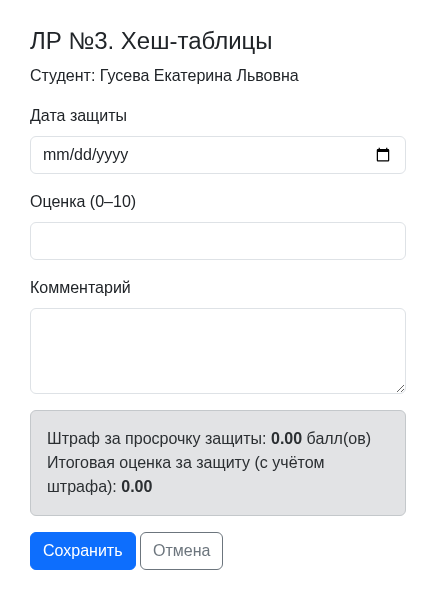 ЛР №3. Хеш-таблицы
Студент: Гусева Екатерина Львовна
Дата защиты
mm/dd/yyyy
Оценка (0–10)
Комментарий
Штраф за просрочку защиты: 0.00 балл(ов)
Итоговая оценка за защиту (с учётом
штрафа): 0.00
Сохранить Отмена